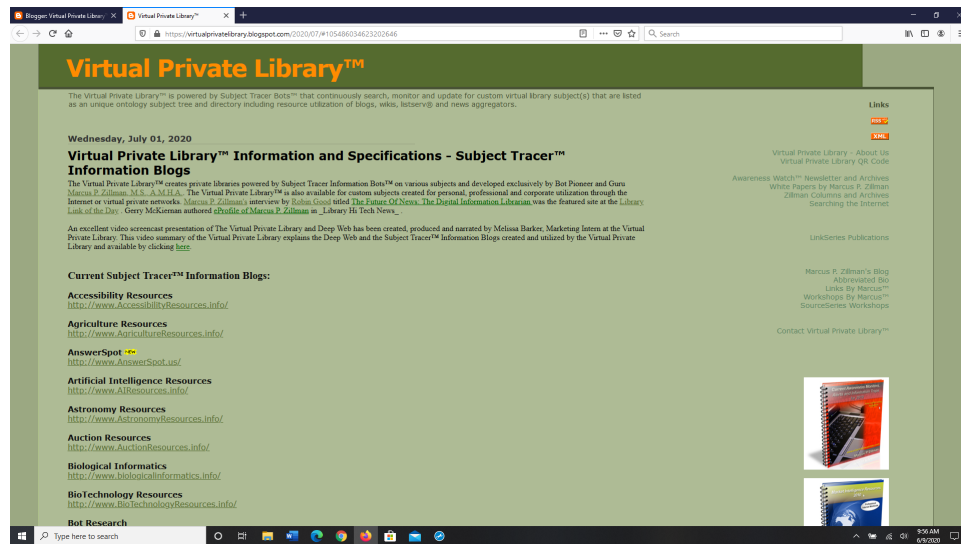 Blogger: Virtual Private Library
Virtual Private Library™
https://virtualprivatelibrary.blogspot.com/2020/07/#105486034623202646
Search
Virtual Private Library™
The Virtual Private Library™ is powered by Subject Tracer Bots™ that continuously search, monitor and update for custom virtual library subject(s) that are listed
as an unique ontology subject tree and directory including resource utilization of blogs, wikis, listserv® and news aggregators.
Links
RSS
XML
Wednesday, July 01, 2020
Virtual Private Library™ Information and Specifications - Subject Tracer™
Information Blogs
The Virtual Private Library™ creates private libraries powered by Subject Tracer Information Bots™ on various subjects and developed exclusively by Bot Pioneer and Guru
Marcus P. Zillman, M.S., A.M.H.A.. The Virtual Private Library™ is also available for custom subjects created for personal, professional and corporate utilization through the
Internet or virtual private networks. Marcus P. Zillman's interview by Robin Good titled The Future Of News: The Digital Information Librarian was the featured site at the Library
Link of the Day . Gerry McKiernan authored eProfile of Marcus P. Zillman in _Library Hi Tech News_ .
An excellent video screencast presentation of The Virtual Private Library and Deep Web has been created, produced and narrated by Melissa Barker, Marketing Intern at the Virtual
Private Library. This video summary of the Virtual Private Library explains the Deep Web and the Subject Tracer™ Information Blogs created and utilized by the Virtual Private
Library and available by clicking here.
Current Subject Tracer™ Information Blogs:
Accessibility Resources
http://www.AccessibilityResources.info/
Agriculture Resources
http://www.AgricultureResources.info/
AnswerSpot NEW
http://www.AnswerSpot.us/
Artificial Intelligence Resources
http://www.AIResources.info/
Astronomy Resources
http://www.AstronomyResources.info/
Auction Resources
http://www.AuctionResources.info/
Biological Informatics
http://www.biologicalinformatics.info/
BioTechnology Resources
http://www.BioTechnologyResources.info/
Bot Research
Virtual Private Library - About Us
Virtual Private Library QR Code
Awareness Watch™ Newsletter and Archives
White Papers by Marcus P. Zillman
Zillman Columns and Archives
Searching the Internet
LinkSeries Publications
Marcus P. Zillman's Blog
Abbreviated Bio
Links By Marcus™
Workshops By Marcus™
SourceSeries Workshops
Contact Virtual Private Library™
Type here to search
9:56 AM
6/9/2020